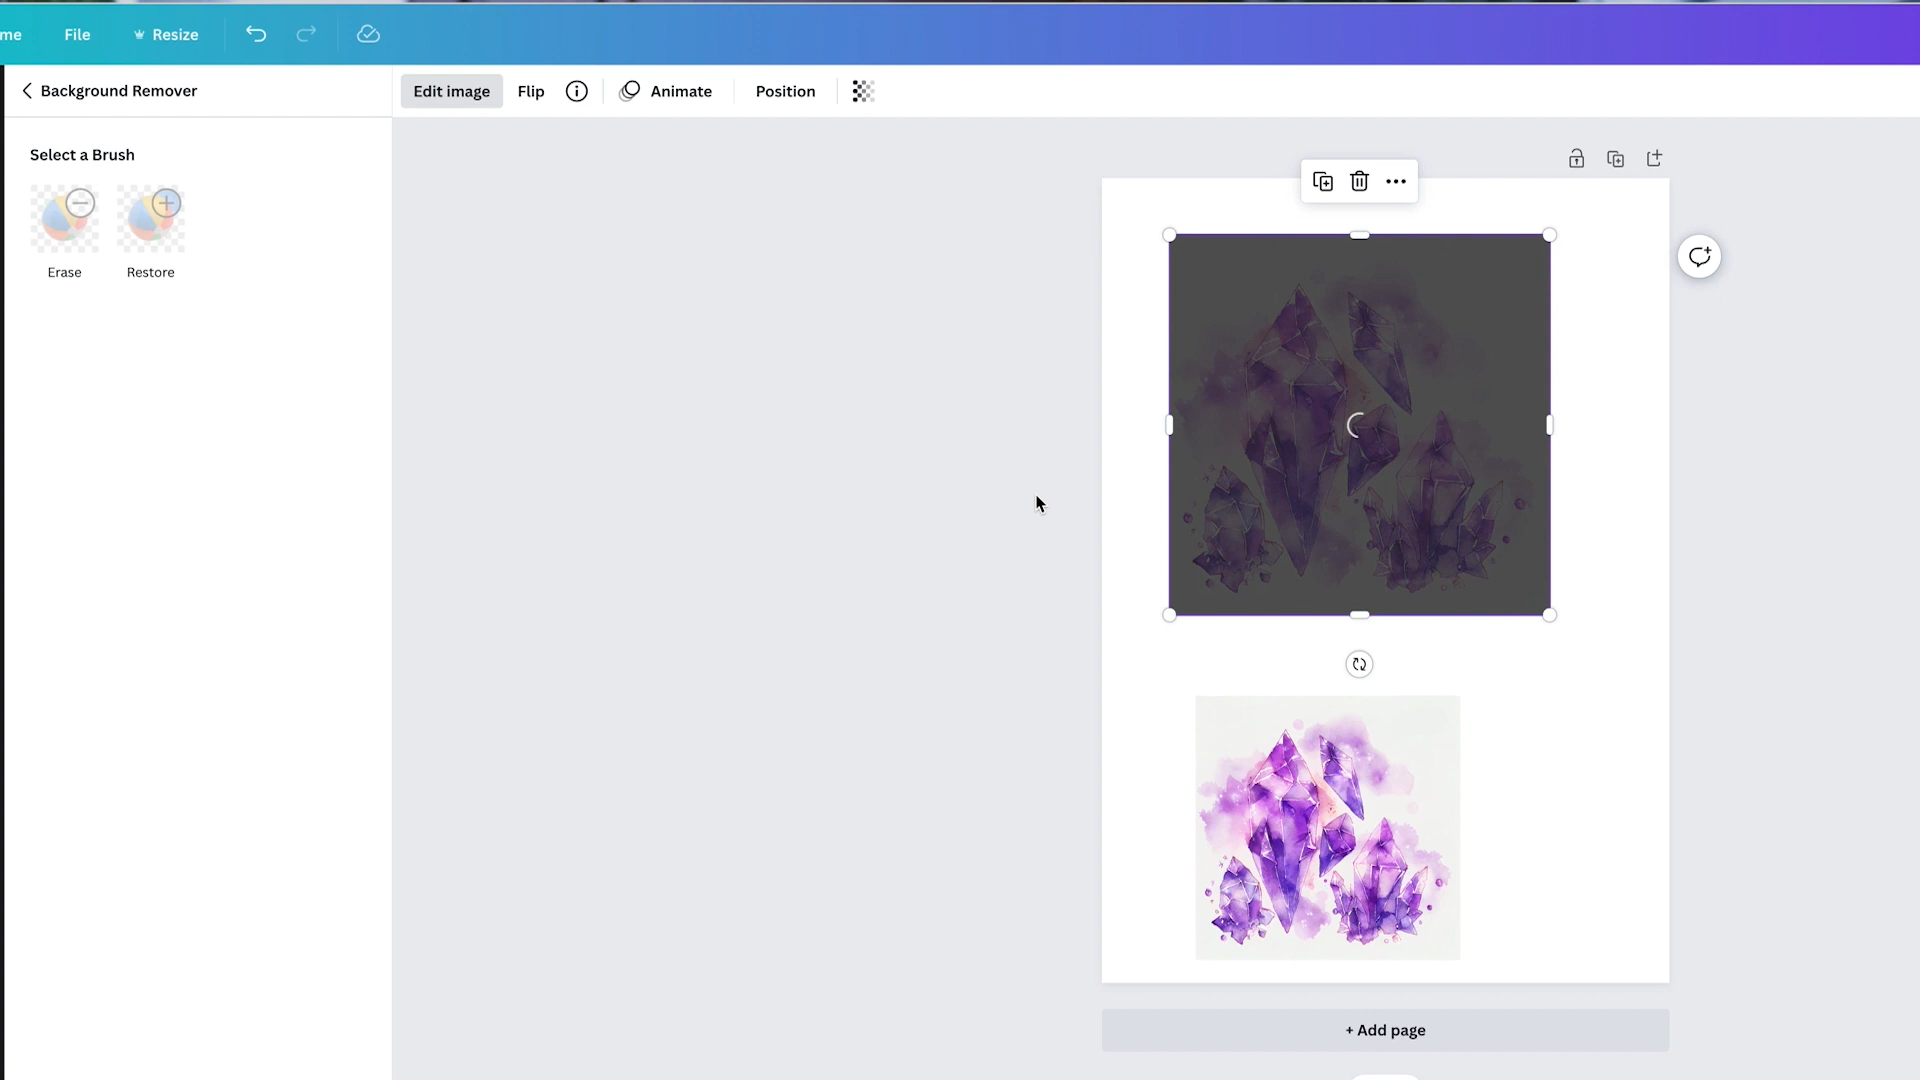 me File Resize
Background Remover
Edit image Flip Animate Position
Select a Brush
Erase Restore
+ Add page